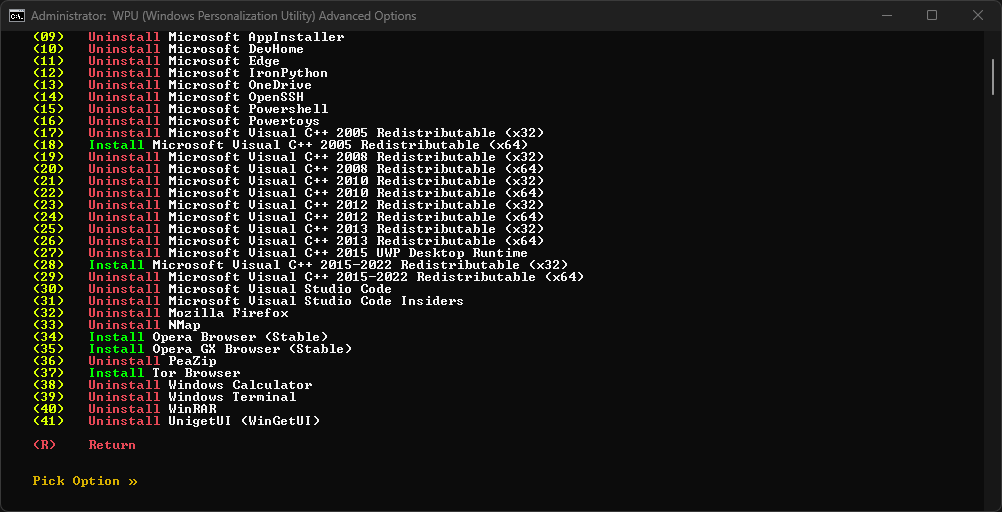 Administrator:  WPU (Windows Personalization Utility) Advanced Options
(09)   Uninstall Microsoft AppInstaller
(10)   Uninstall Microsoft DevHome
(11)   Uninstall Microsoft Edge
(12)   Uninstall Microsoft IronPython
(13)   Uninstall Microsoft OneDrive
(14)   Uninstall Microsoft OpenSSH
(15)   Uninstall Microsoft Powershell
(16)   Uninstall Microsoft Powertoys
(17)   Uninstall Microsoft Visual C++ 2005 Redistributable (x32)
(18)   Install Microsoft Visual C++ 2005 Redistributable (x64)
(19)   Uninstall Microsoft Visual C++ 2008 Redistributable (x32)
(20)   Uninstall Microsoft Visual C++ 2008 Redistributable (x64)
(21)   Uninstall Microsoft Visual C++ 2010 Redistributable (x32)
(22)   Uninstall Microsoft Visual C++ 2010 Redistributable (x64)
(23)   Uninstall Microsoft Visual C++ 2012 Redistributable (x32)
(24)   Uninstall Microsoft Visual C++ 2012 Redistributable (x64)
(25)   Uninstall Microsoft Visual C++ 2013 Redistributable (x32)
(26)   Uninstall Microsoft Visual C++ 2013 Redistributable (x64)
(27)   Uninstall Microsoft Visual C++ 2015 UWP Desktop Runtime
(28)   Install Microsoft Visual C++ 2015-2022 Redistributable (x32)
(29)   Uninstall Microsoft Visual C++ 2015-2022 Redistributable (x64)
(30)   Uninstall Microsoft Visual Studio Code
(31)   Uninstall Microsoft Visual Studio Code Insiders
(32)   Uninstall Mozilla Firefox
(33)   Uninstall NMap
(34)   Install Opera Browser (Stable)
(35)   Install Opera GX Browser (Stable)
(36)   Uninstall PeaZip
(37)   Install Tor Browser
(38)   Uninstall Windows Calculator
(39)   Uninstall Windows Terminal
(40)   Uninstall WinRAR
(41)   Uninstall UnigetUI (WinGetUI)
(R)    Return
Pick Option »